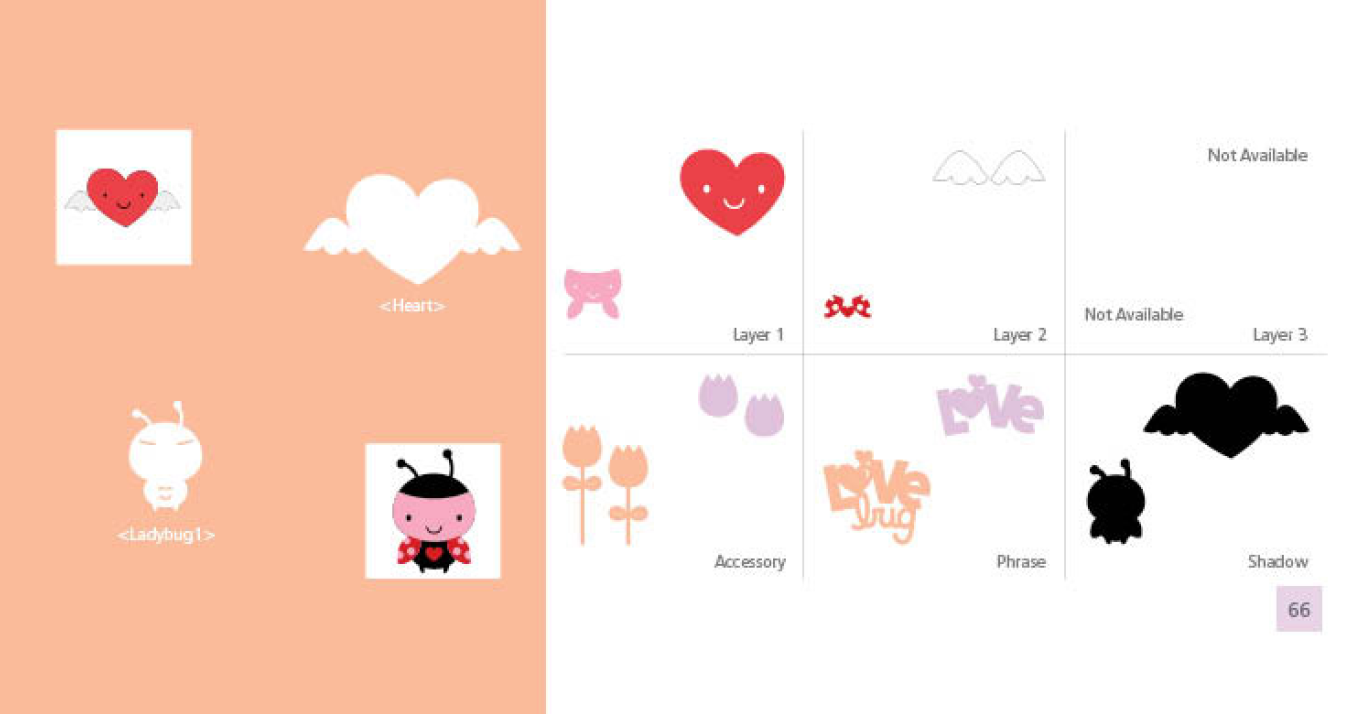 <Heart>
<Ladybug1>
Not Available
Not Available
Layer 1
Layer 2
Layer 3
Love
Love
bug
Accessory
Phrase
Shadow
66